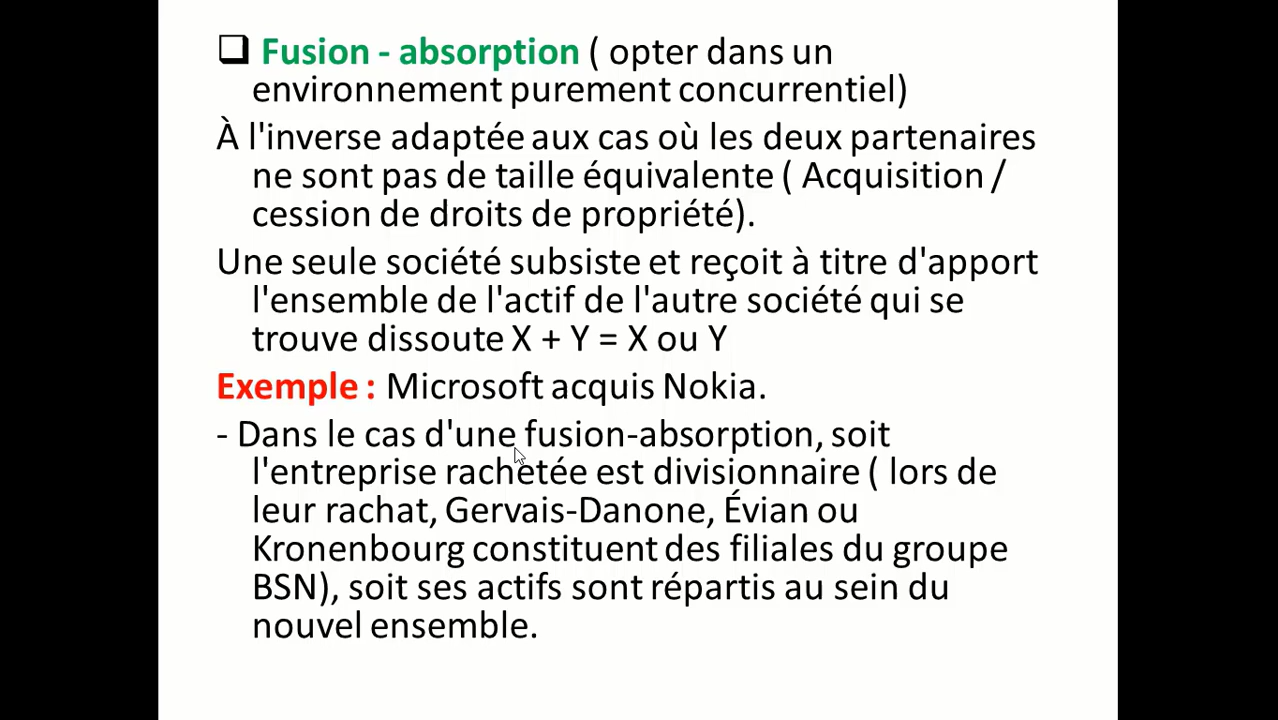 ❑ Fusion - absorption ( opter dans un
environnement purement concurrentiel)
À l'inverse adaptée aux cas où les deux partenaires
ne sont pas de taille équivalente ( Acquisition /
cession de droits de propriété).
Une seule société subsiste et reçoit à titre d'apport
l'ensemble de l'actif de l'autre société qui se
trouve dissoute X + Y = X ou Y
Exemple : Microsoft acquis Nokia.
- Dans le cas d'une fusion-absorption, soit
l'entreprise rachetée est divisionnaire ( lors de
leur rachat, Gervais-Danone, Évian ou
Kronenbourg constituent des filiales du groupe
BSN), soit ses actifs sont répartis au sein du
nouvel ensemble.